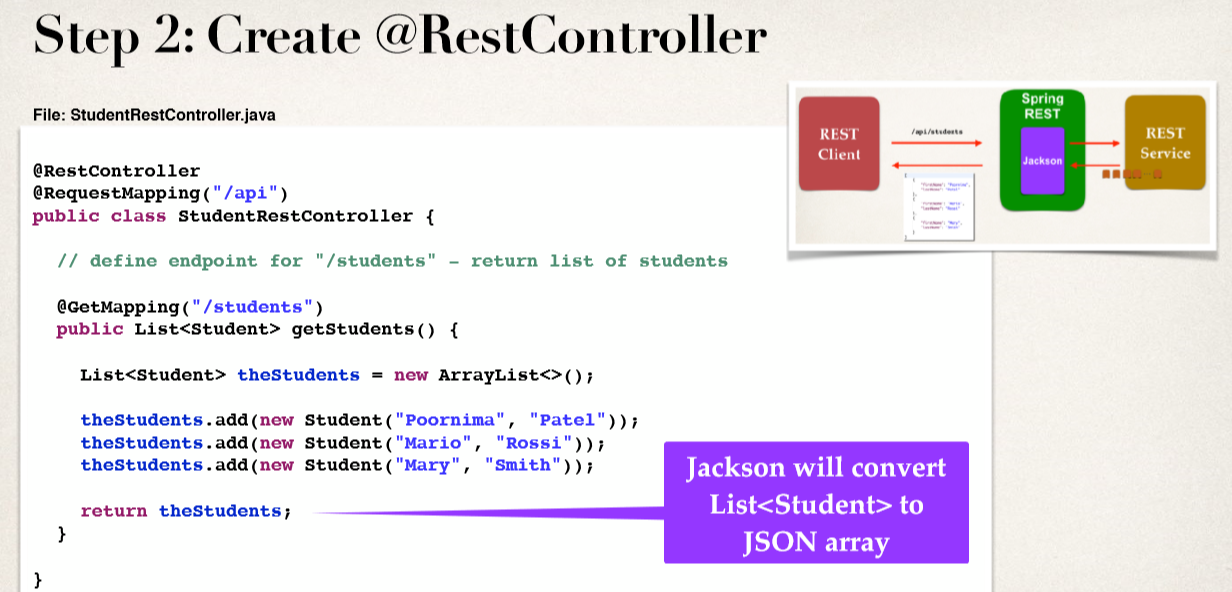 Step 2: Create @RestController
File: StudentRestController.java
@RestController
@RequestMapping("/api")
public class StudentRestController {
// define endpoint for "/students" - return list of students
@GetMapping("/students")
public List<Student> getStudents() {
List<Student> theStudents = new ArrayList<>();
theStudents.add(new Student("Poornima", "Patel"));
theStudents.add(new Student("Mario", "Rossi"));
theStudents.add(new Student("Mary", "Smith"));
return theStudents;
}
}
Jackson will convert
List<Student> to
JSON array
REST
Client
/api/students
Spring
REST
Jackson
REST
Service